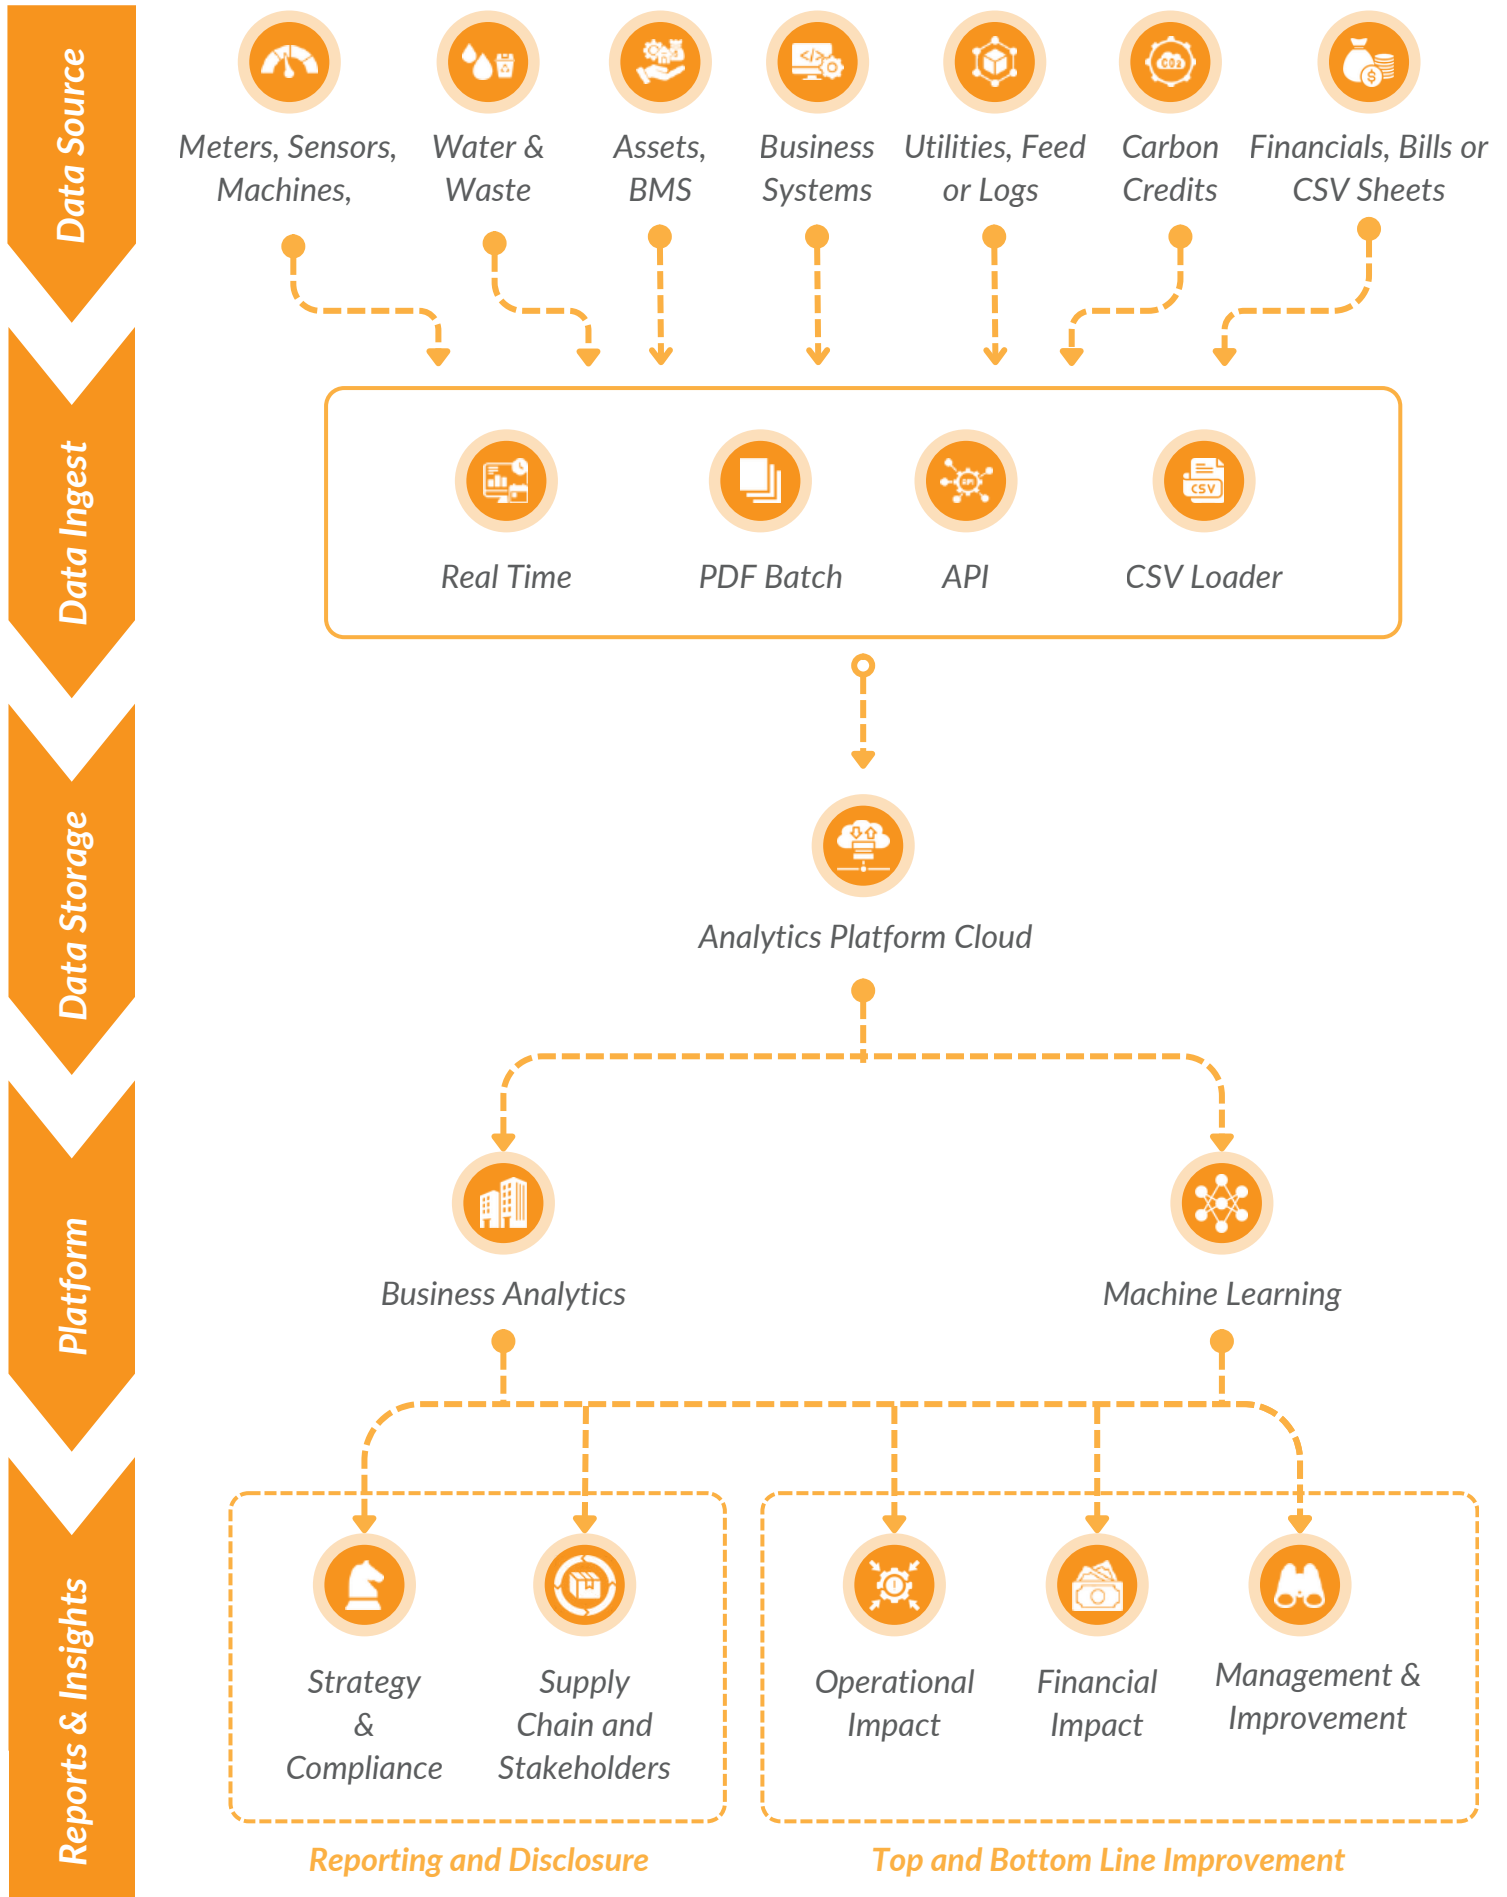 Data Source
Meters, Sensors,
Machines,
Water &
Waste
Assets,
BMS
Business
Systems
Utilities, Feed
or Logs
CO2
Carbon
Credits
$
Financials, Bills or
CSV Sheets
</>
Data Ingest
Real Time
PDF Batch
API
API
CSV
CSV Loader
Data Storage
Analytics Platform Cloud
Platform
Business Analytics
Machine Learning
Reports & Insights
Strategy
&
Compliance
Supply
Chain and
Stakeholders
Operational
Impact
Financial
Impact
Management &
Improvement
Reporting and Disclosure
Top and Bottom Line Improvement